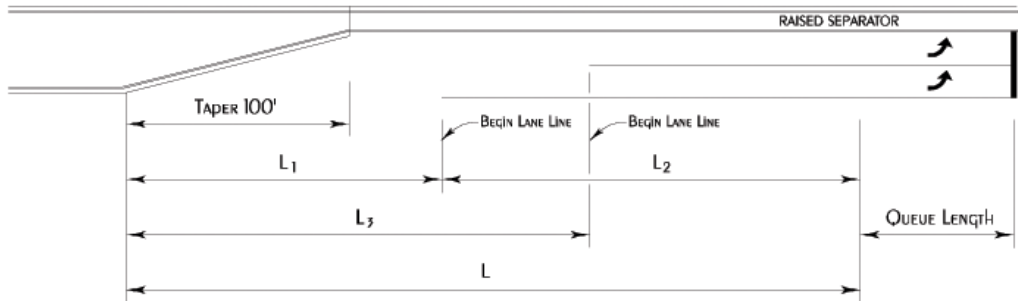 RAISED SEPARATOR
TAPER 100'
BEGIN LANE LINE
BEGIN LANE LINE
L1
L2
L3
QUEUE LENGTH
L